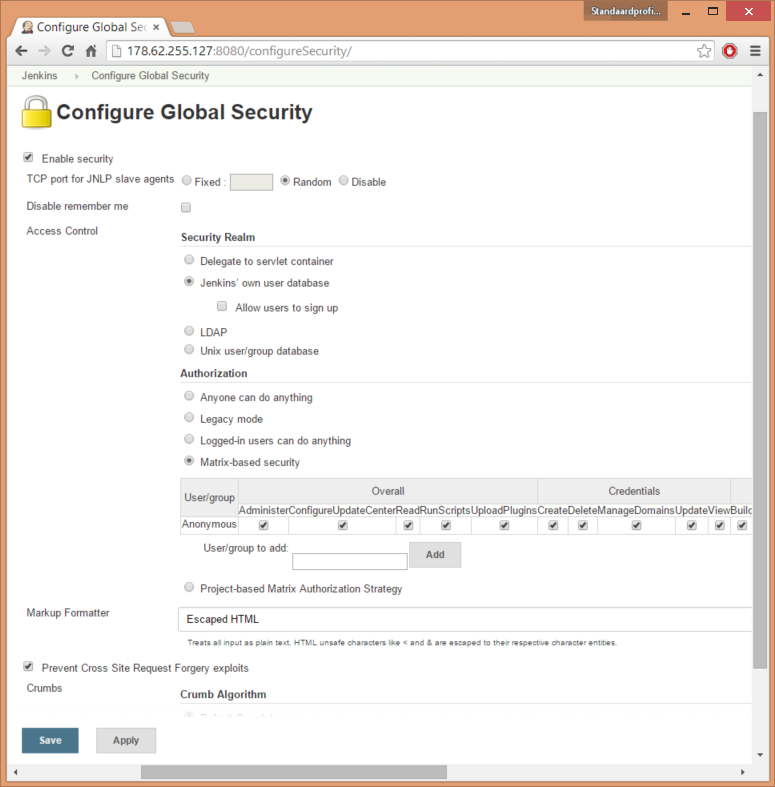 Standaardprofi...
Configure Global Sec
178.62.255.127:8080/configureSecurity/
Jenkins Configure Global Security
Configure Global Security
Enable security
TCP port for JNLP slave agents Fixed : Random Disable
Disable remember me
Access Control
Security Realm
Delegate to servlet container
Jenkins' own user database
Allow users to sign up
LDAP
Unix user/group database
Authorization
Anyone can do anything
Legacy mode
Logged-in users can do anything
Matrix-based security
User/group Overall Credentials
Administer ConfigureUpdateCenter Read RunScripts UploadPlugins Create Delete ManageDomains Update View Build
Anonymous
User/group to add: Add
Project-based Matrix Authorization Strategy
Markup Formatter Escaped HTML
Treats all input as plain text. HTML unsafe characters like < and & are escaped to their respective character entities.
Prevent Cross Site Request Forgery exploits
Crumbs
Crumb Algorithm
Save Apply